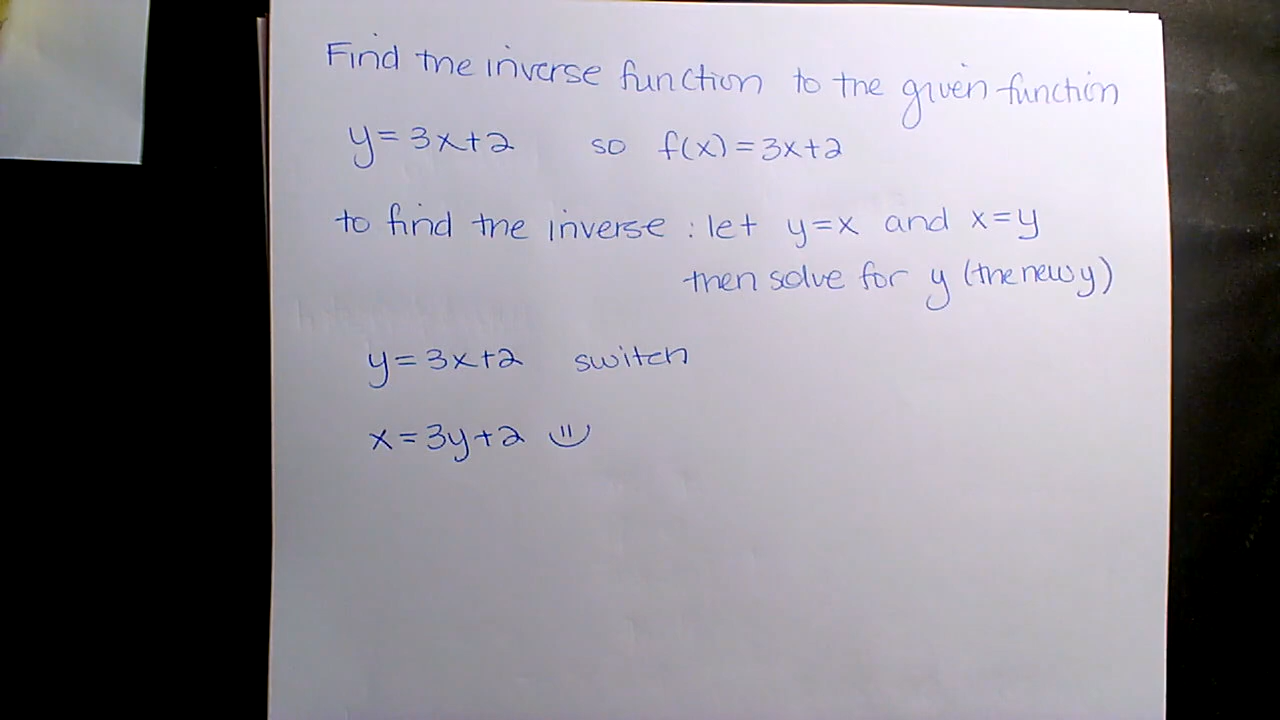 Find the inverse function to the given function
y = 3x+2 so f(x) = 3x+2
to find the inverse : let y=x and x=y
then solve for y (the new y)
y = 3x+2 switch
x = 3y+2